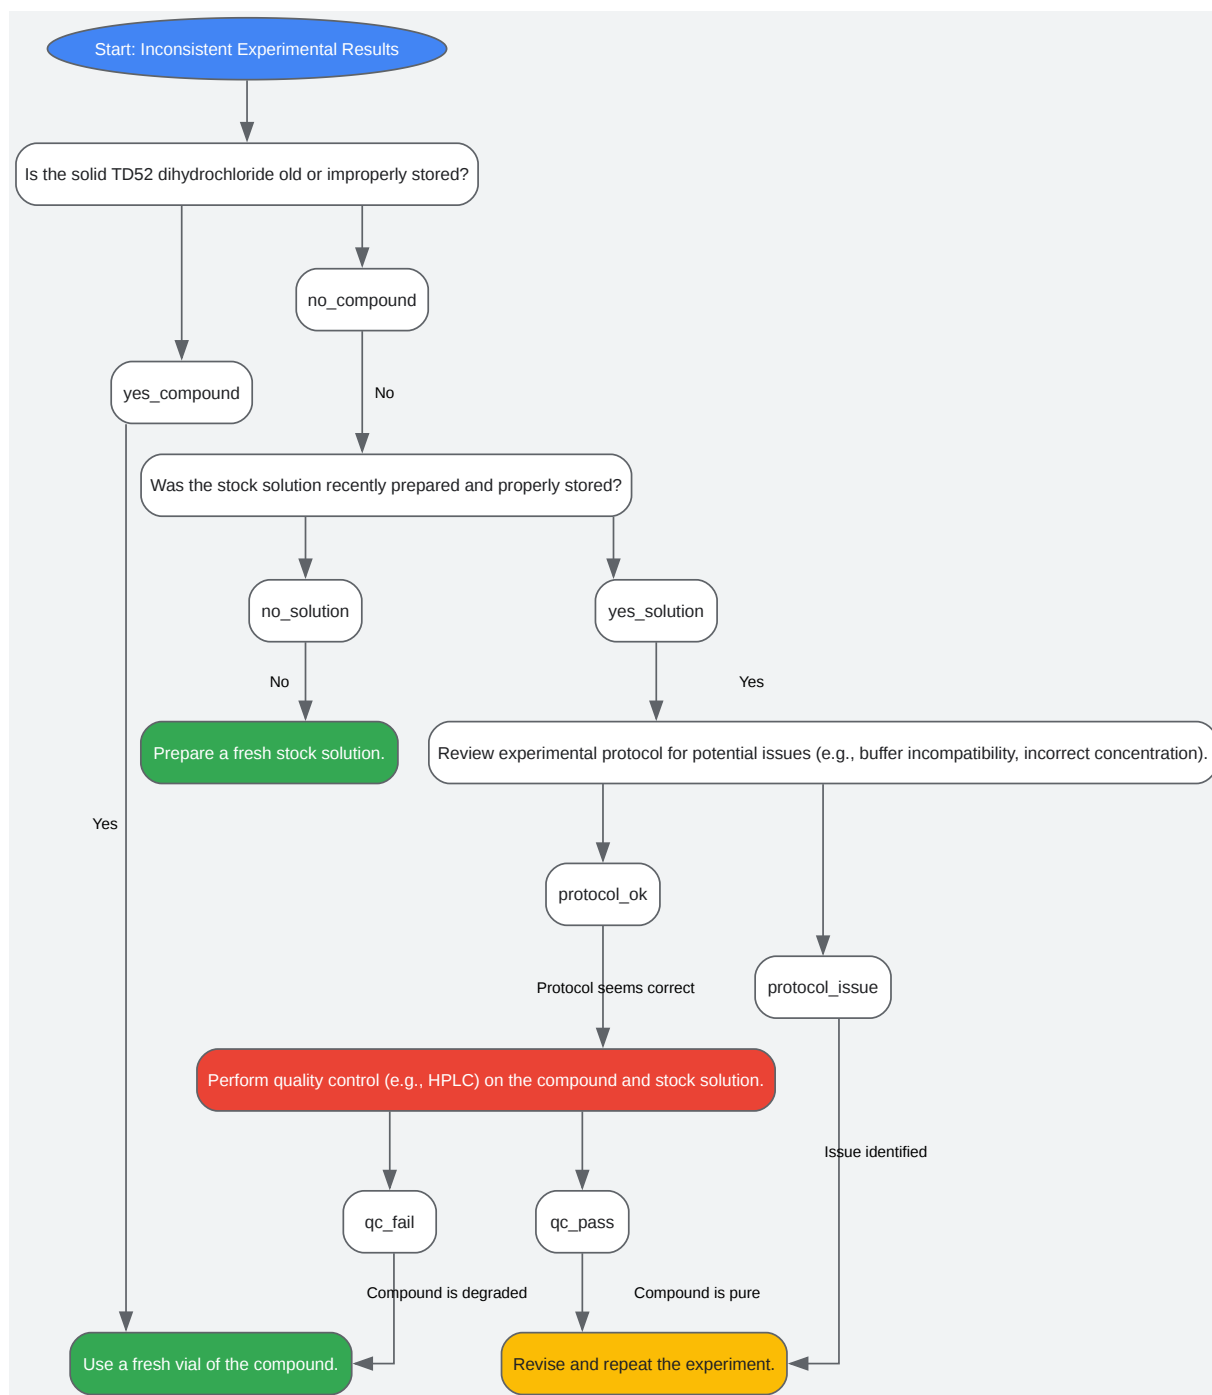 Start: Inconsistent Experimental Results
Is the solid TD52 dihydrochloride old or improperly stored?
no_compound
yes_compound
No
Was the stock solution recently prepared and properly stored?
no_solution
yes_solution
No
Yes
Prepare a fresh stock solution.
Review experimental protocol for potential issues (e.g., buffer incompatibility, incorrect concentration).
Yes
protocol_ok
Protocol seems correct
protocol_issue
Perform quality control (e.g., HPLC) on the compound and stock solution.
Issue identified
qc_fail
qc_pass
Compound is degraded
Compound is pure
Use a fresh vial of the compound.
Revise and repeat the experiment.